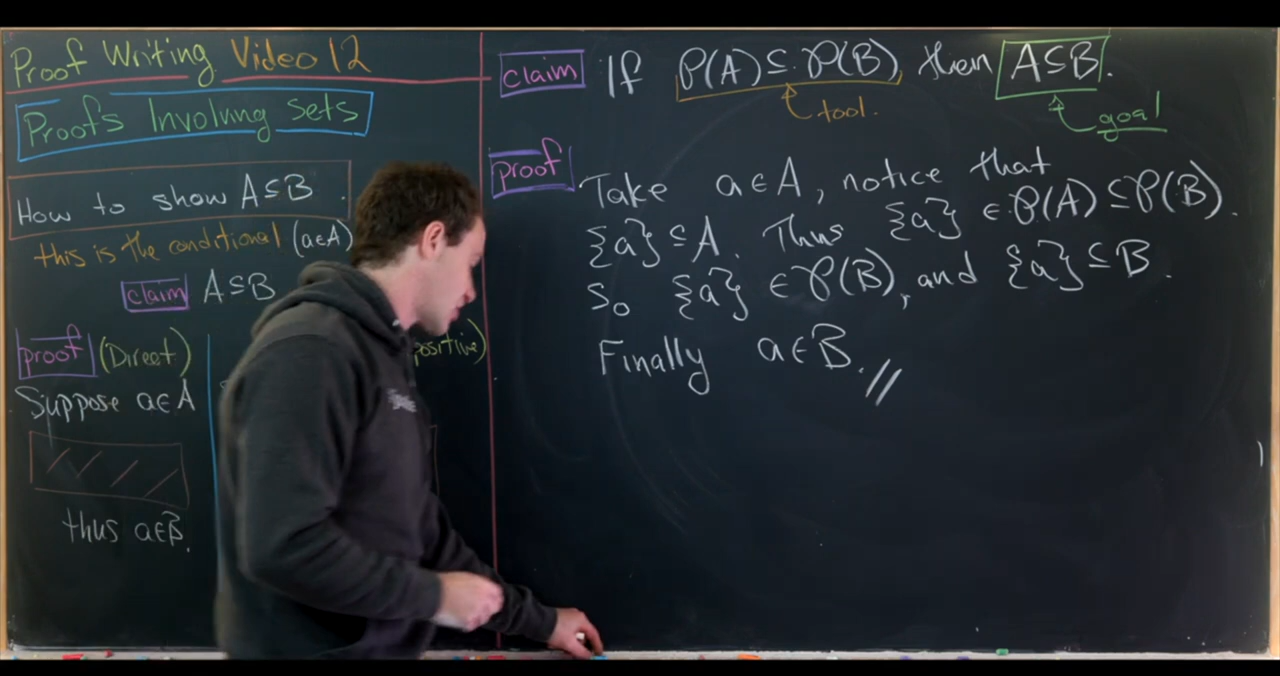 Proof Writing Video 12
Proofs Involving Sets
How to show A⊆B
this is the conditional (a∈A)
claim A⊆B
proof (Direct)
Suppose a∈A
thus a∈B.
claim If P(A)⊆P(B) then A⊆B.
tool.
goal
proof Take a∈A, notice that
{a}⊆A. Thus {a}∈P(A)⊆P(B).
So {a}∈P(B), and {a}⊆B.
Finally a∈B.//